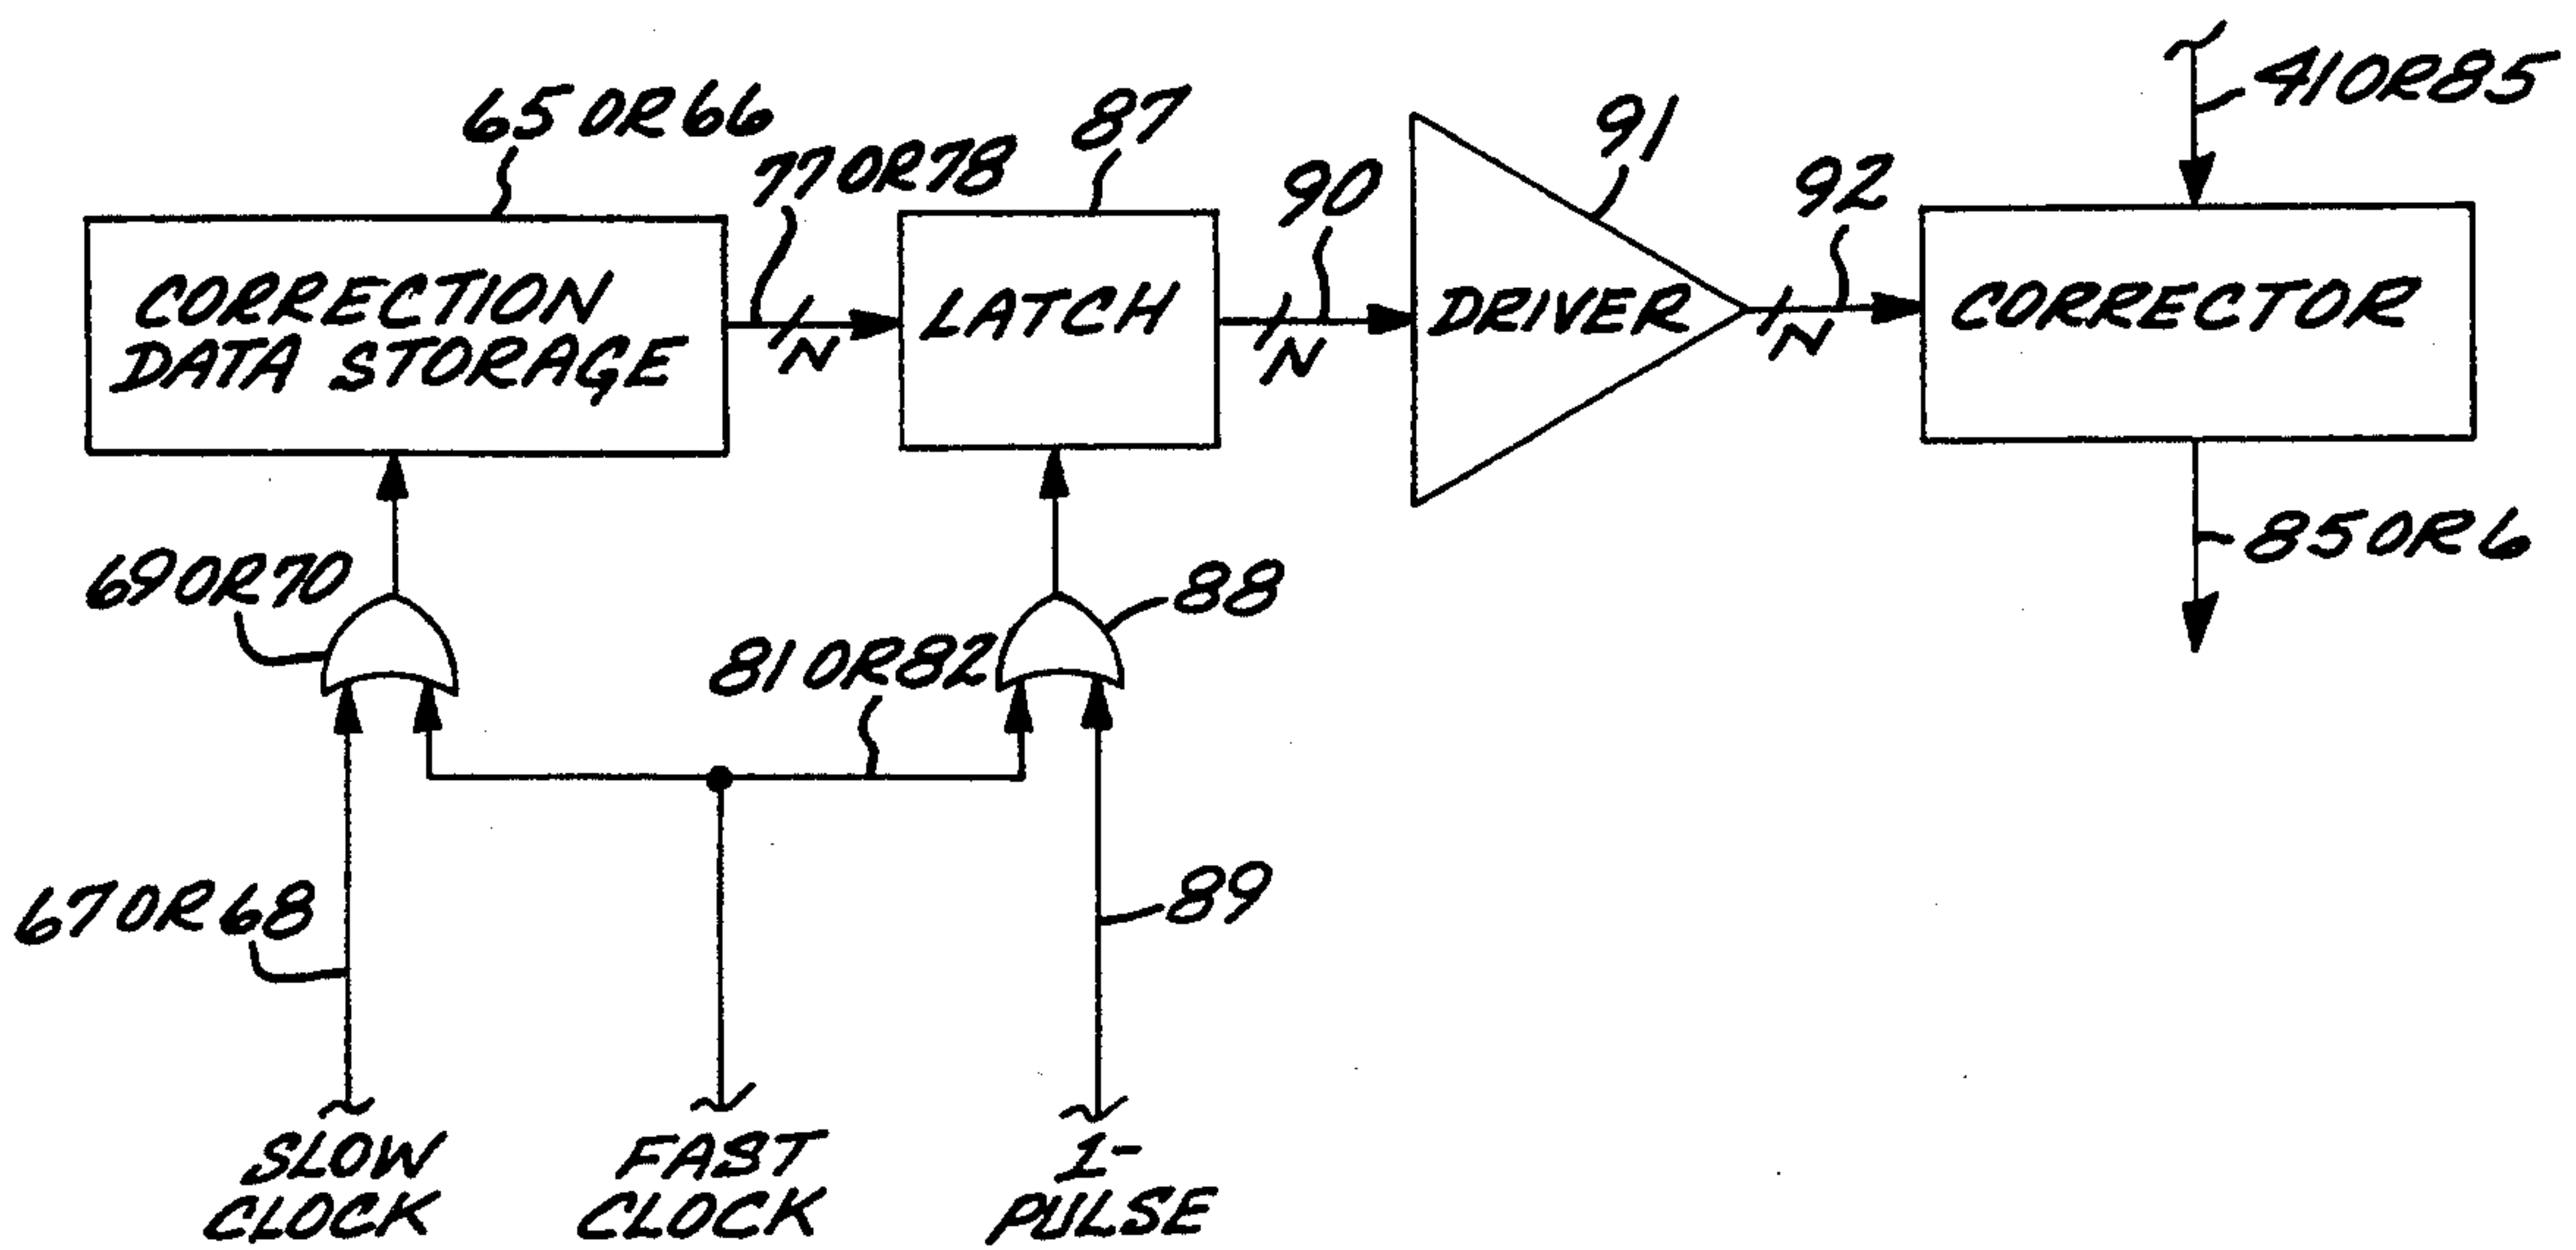 65 OR 66
77 OR 78
87
90
91
92
41 OR 85
CORRECTION
DATA STORAGE
N
LATCH
N
DRIVER
N
CORRECTOR
69 OR 70
81 OR 82
88
85 OR 6
67 OR 68
89
SLOW
CLOCK
FAST
CLOCK
1-
PULSE